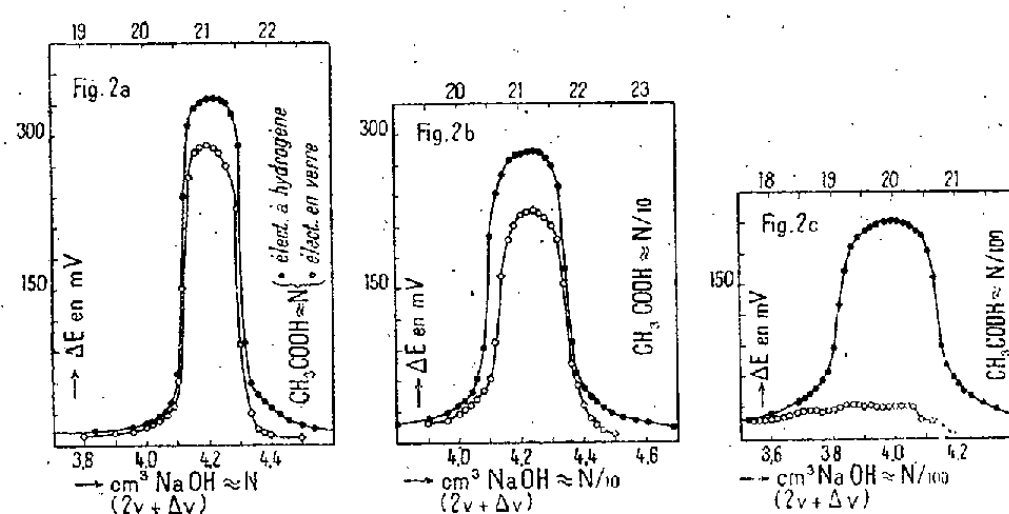 19 20 21 22
Fig. 2a
300
150
→ ΔE en mV
CH₃COOH≈N { • élect. à hydrogène
∘ élect. en verre
3,8 4,0 4,2 4,4
→ cm³ NaOH ≈ N
(2v + Δv)
20 21 22 23
Fig. 2b
300
150
→ ΔE en mV
CH₃COOH ≈ N/10
4,0 4,2 4,4 4,6
→ cm³ NaOH ≈ N/10
(2v + Δv)
18 19 20 21
Fig. 2c
150
→ ΔE en mV
CH₃COOH ≈ N/100
3,6 3,8 4,0 4,2
→ cm³ NaOH ≈ N/100
(2v + Δv)